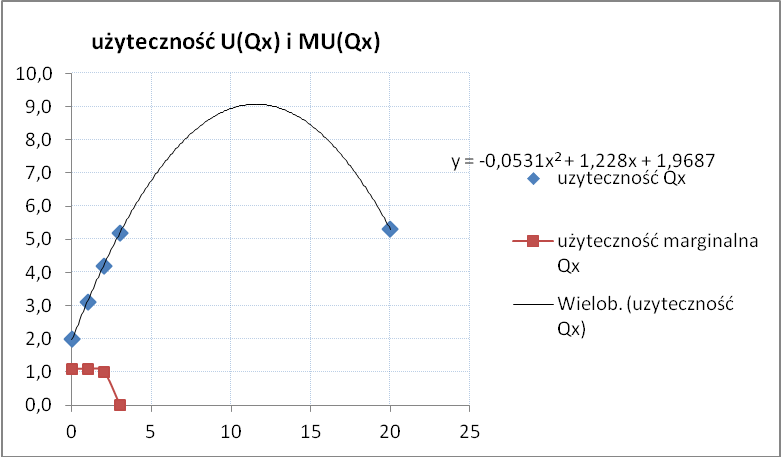 użyteczność U(Qx) i MU(Qx)
10,0
9,0
8,0
7,0
6,0
5,0
4,0
3,0
2,0
1,0
0,0
0
5
10
15
20
25
y = -0,0531x² + 1,228x + 1,9687
uzyteczność Qx
użyteczność marginalna
Qx
Wielob. (uzyteczność
Qx)